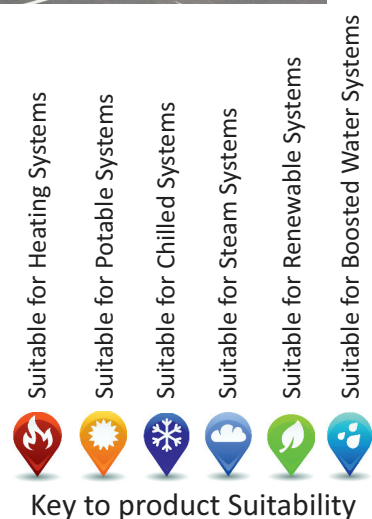 Suitable for Heating Systems
Suitable for Potable Systems
Suitable for Chilled Systems
Suitable for Steam Systems
Suitable for Renewable Systems
Suitable for Boosted Water Systems
Key to product Suitability